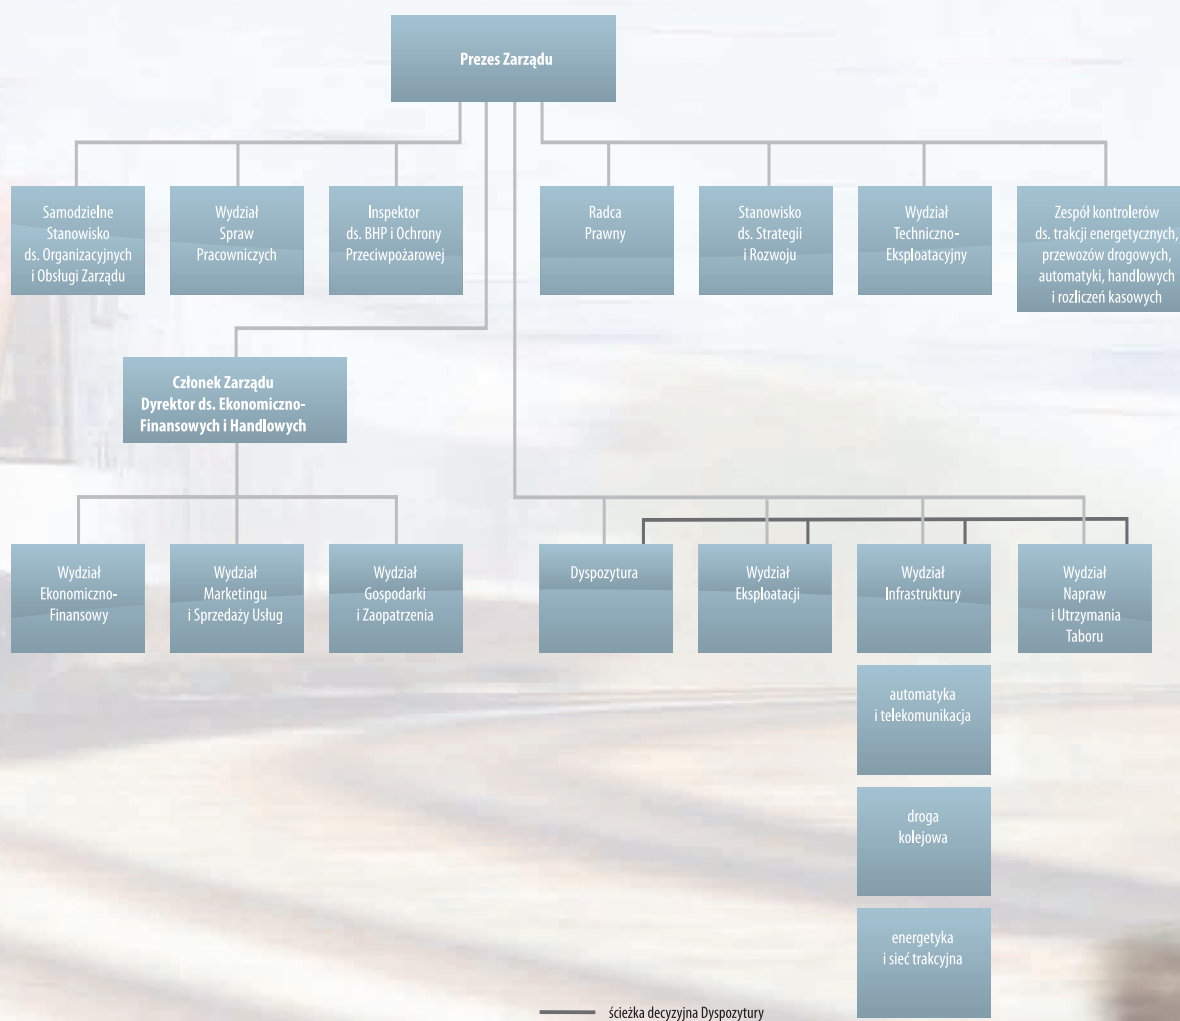 Prezes Zarządu
Samodzielne
Stanowisko
ds. Organizacyjnych
i Obsługi Zarządu
Wydział
Spraw
Pracowniczych
Inspektor
ds. BHP i Ochrony
Przeciwpożarowej
Radca
Prawny
Stanowisko
ds. Strategii
i Rozwoju
Wydział
Techniczno-
Eksploatacyjny
Zespół kontrolerów
ds. trakcji energetycznych,
przewozów drogowych,
automatyki, handlowych
i rozliczeń kasowych
Członek Zarządu
Dyrektor ds. Ekonomiczno-
Finansowych i Handlowych
Wydział
Ekonomiczno-
Finansowy
Wydział
Marketingu
i Sprzedaży Usług
Wydział
Gospodarki
i Zaopatrzenia
Dyspozytura
Wydział
Eksploatacji
Wydział
Infrastruktury
Wydział
Napraw
i Utrzymania
Taboru
automatyka
i telekomunikacja
droga
kolejowa
energetyka
i sieć trakcyjna
ścieżka decyzyjna Dyspozytury